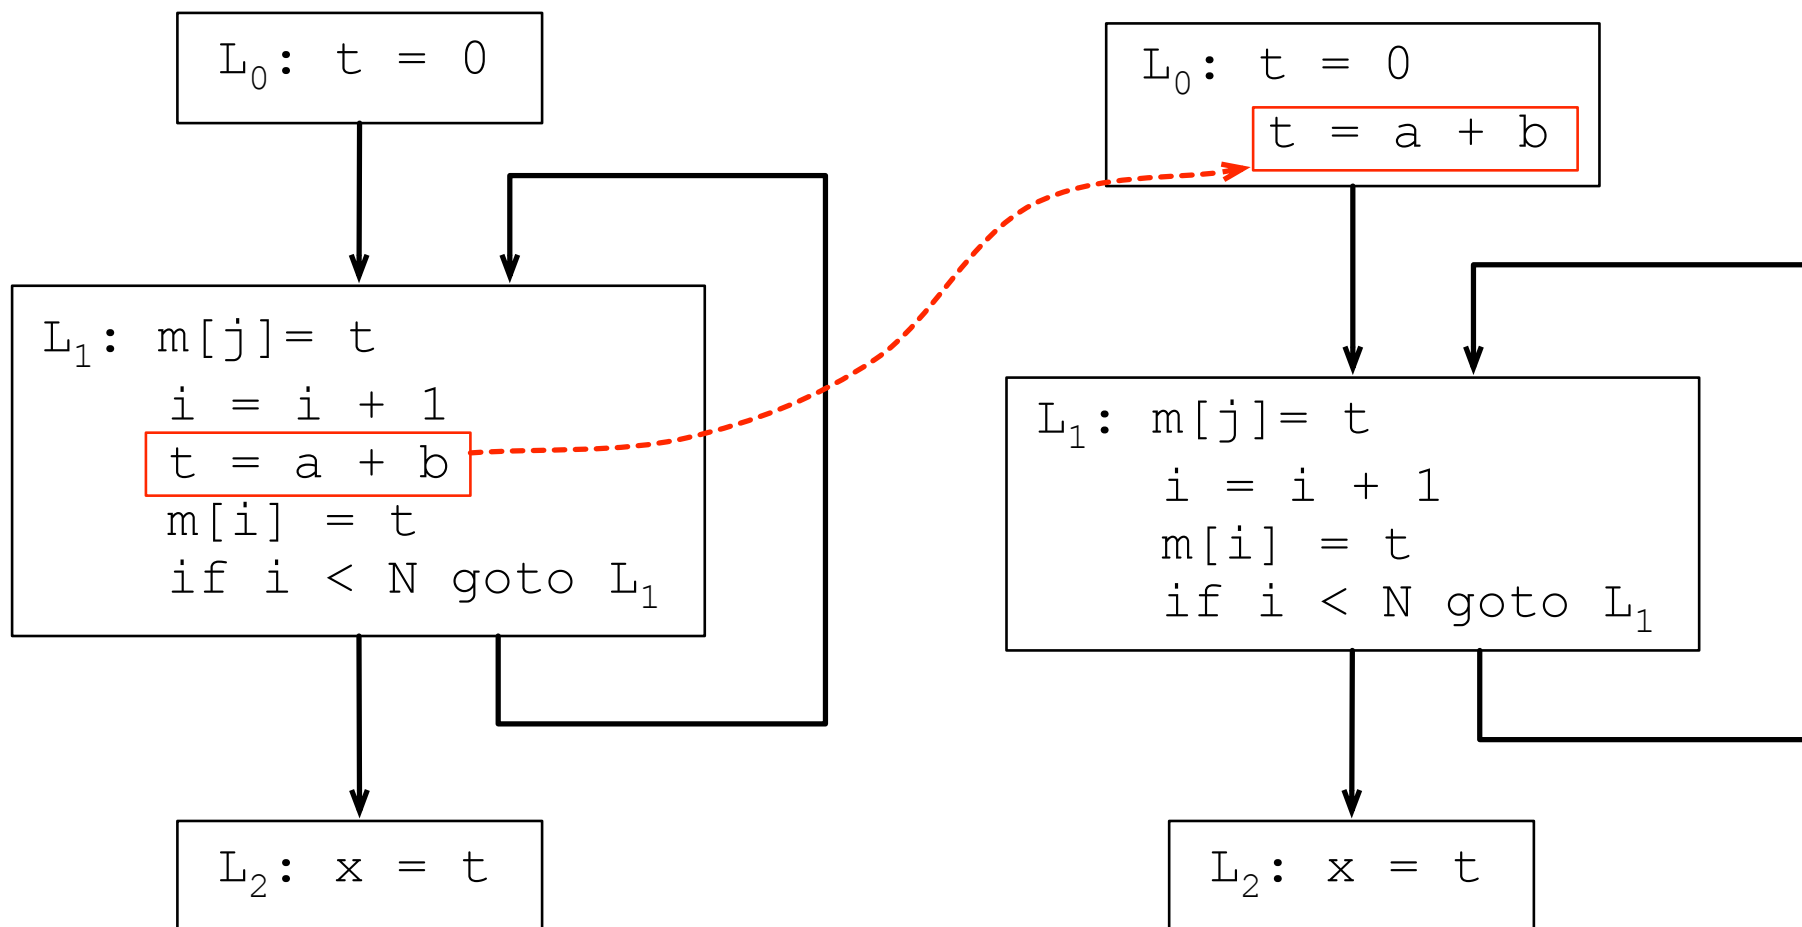 L₀: t = 0
L₁: m[j]= t
i = i + 1
t = a + b
m[i] = t
if i < N goto L₁
L₂: x = t
L₀: t = 0
t = a + b
L₁: m[j]= t
i = i + 1
m[i] = t
if i < N goto L₁
L₂: x = t